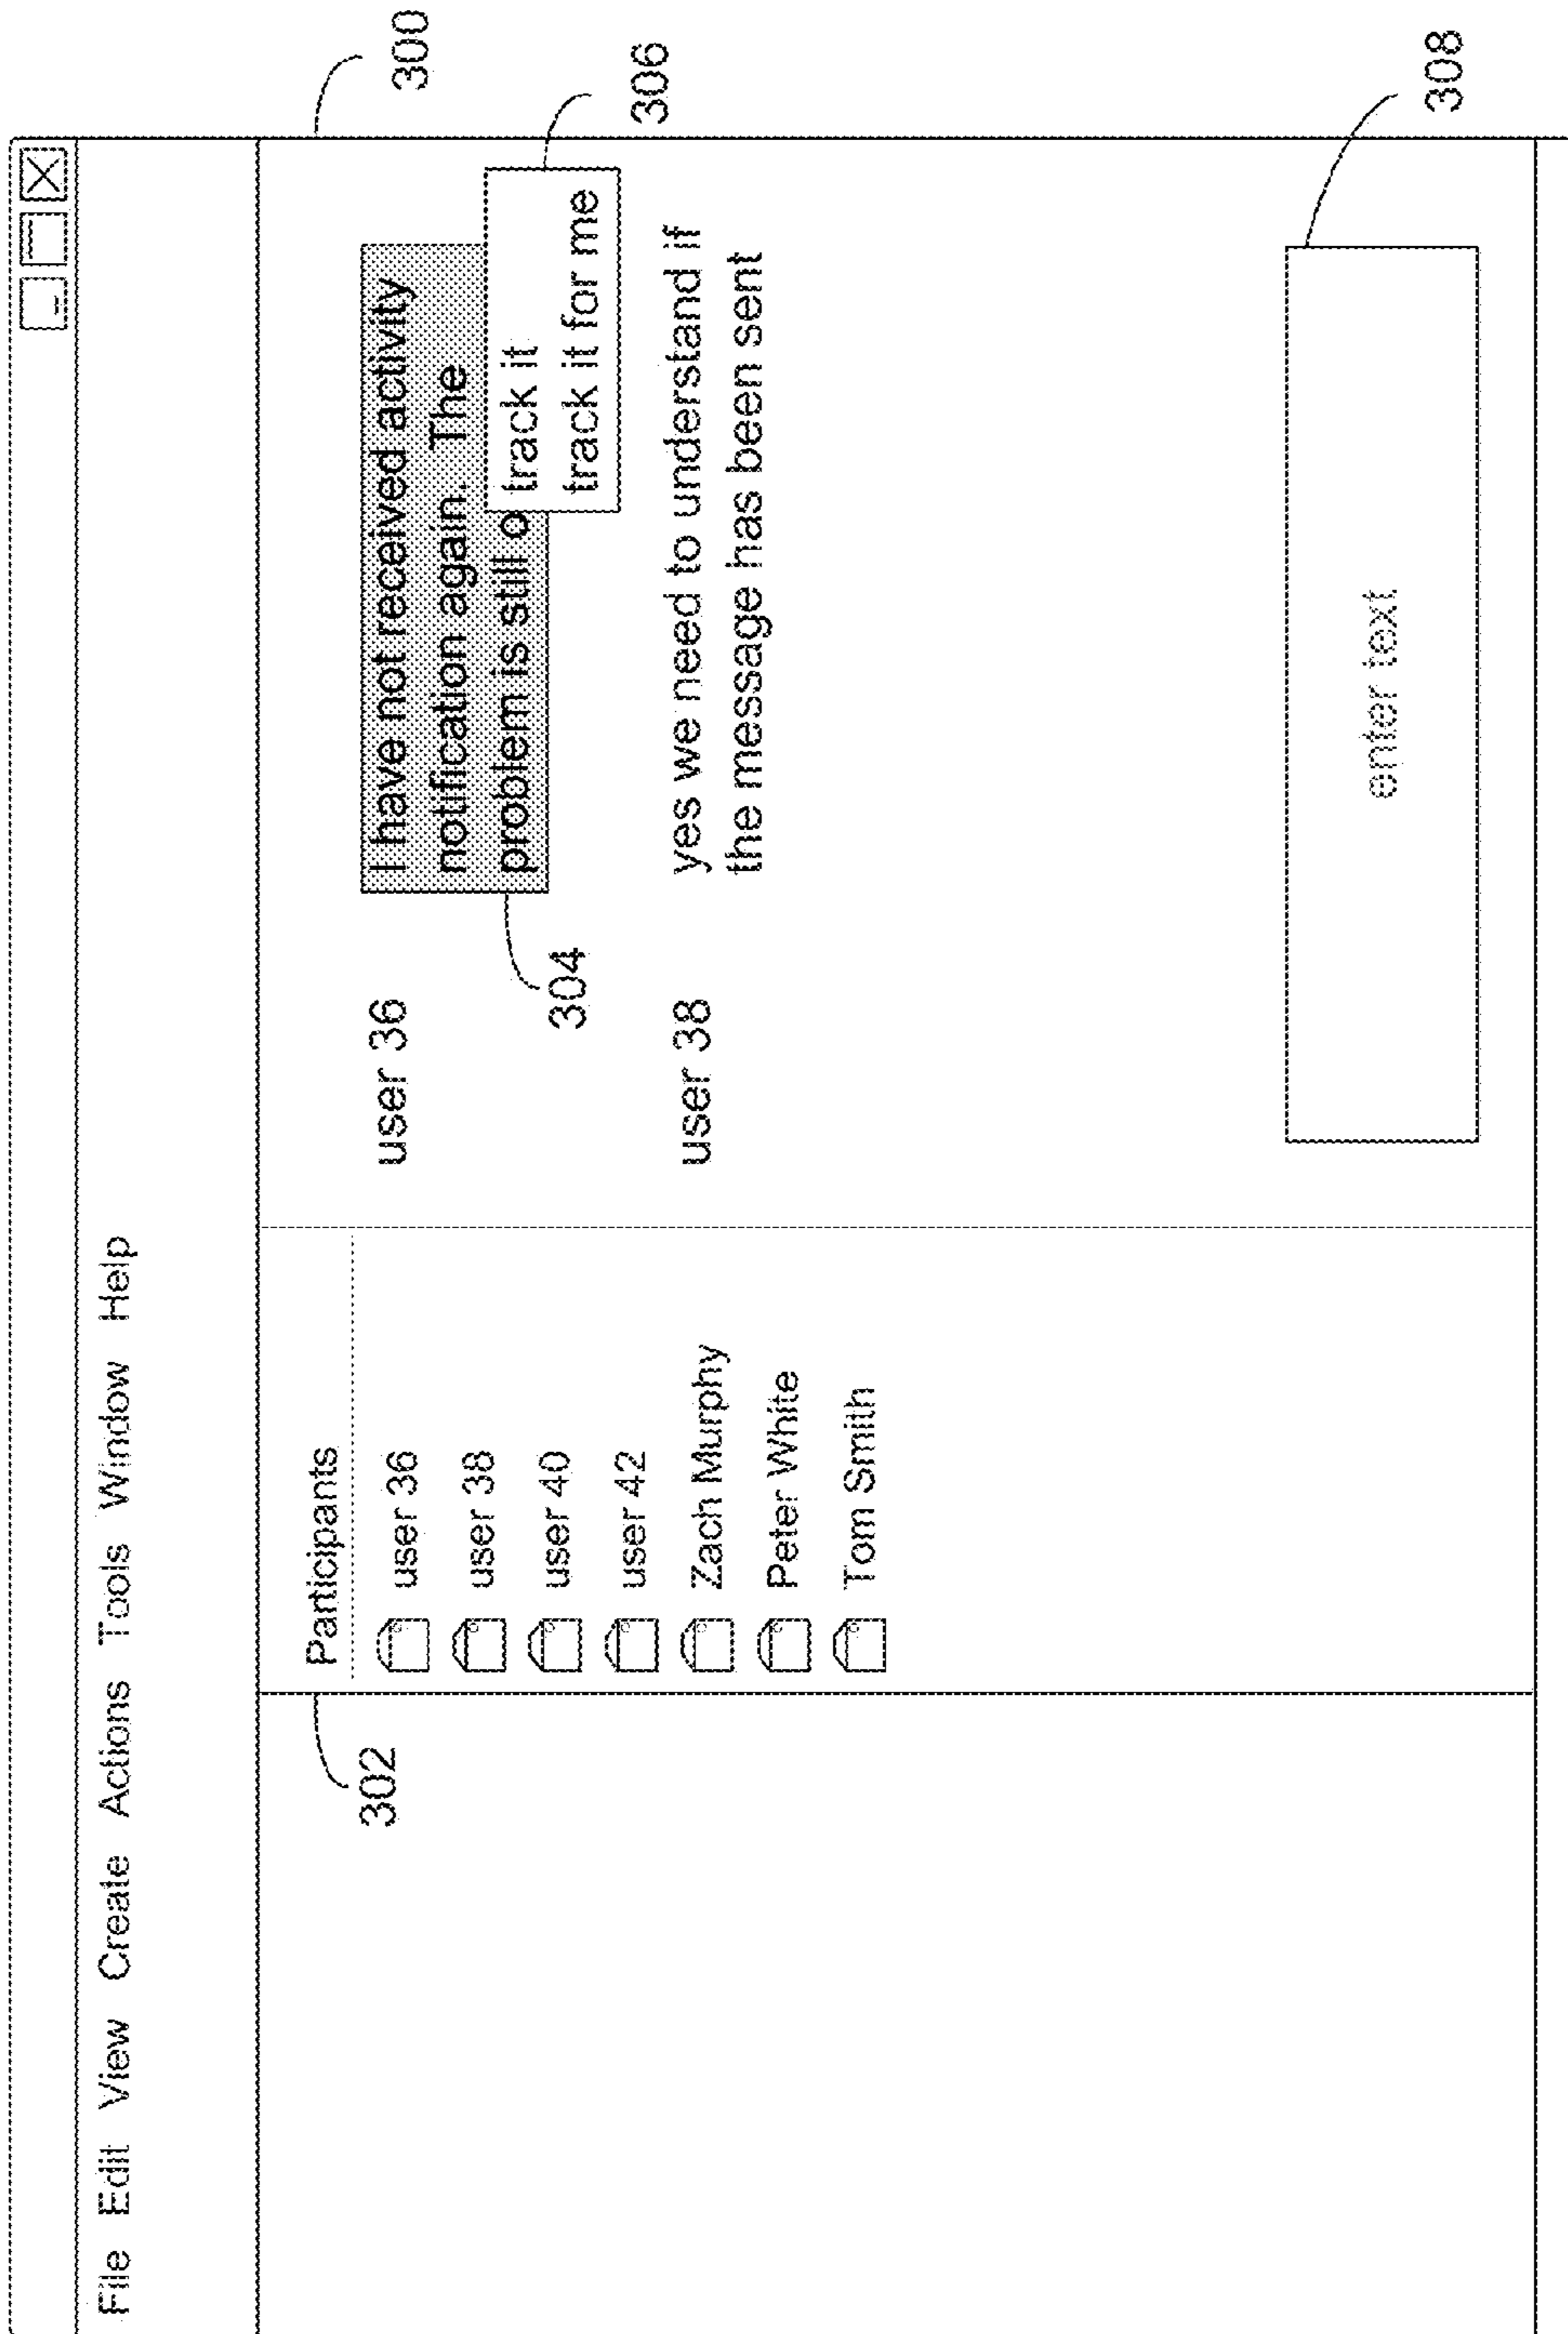 File Edit View Create Actions Tools Window Help
300
302
Participants
user 36
user 38
user 40
user 42
Zach Murphy
Peter White
Tom Smith
user 36
I have not received activity
notification again. The
problem is still o
304
track it
track it for me
306
user 38
yes we need to understand if
the message has been sent
enter text
308